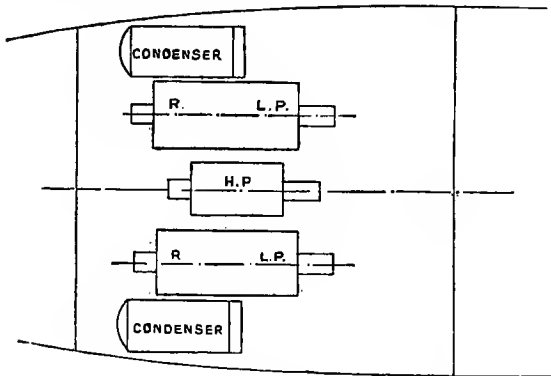 CONDENSER
R. L.P.
H.P
R L.P.
CONDENSER